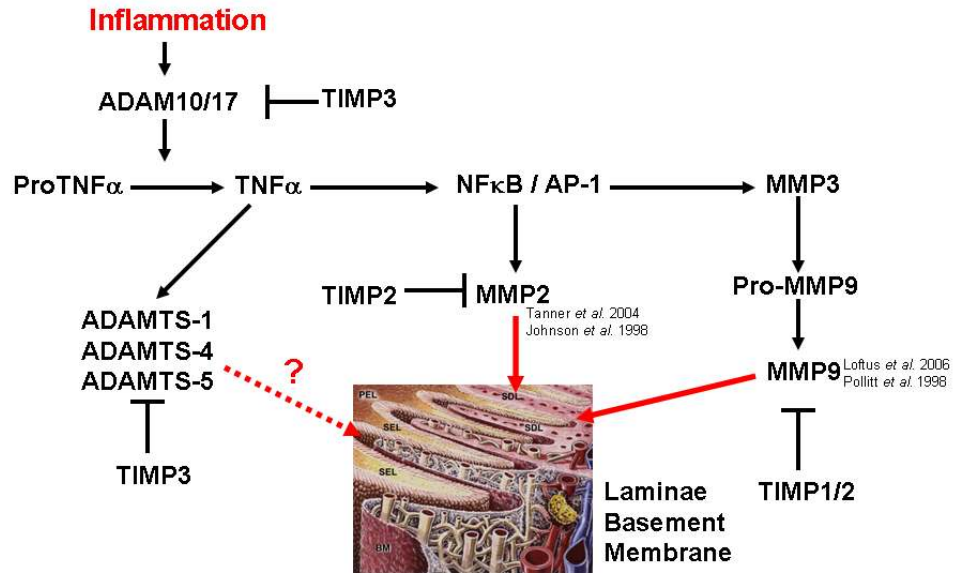 Inflammation
ADAM10/17
TIMP3
ProTNFα
TNFα
NFκB / AP-1
MMP3
TIMP2
MMP2
Pro-MMP9
Tanner et al. 2004
Johnson et al. 1998
ADAMTS-1
ADAMTS-4
ADAMTS-5
?
MMP9
Loftus et al. 2006
Pollitt et al. 1998
PEL
SDL
SEL
SDL
SEL
BM
TIMP3
Laminae
Basement
Membrane
TIMP1/2